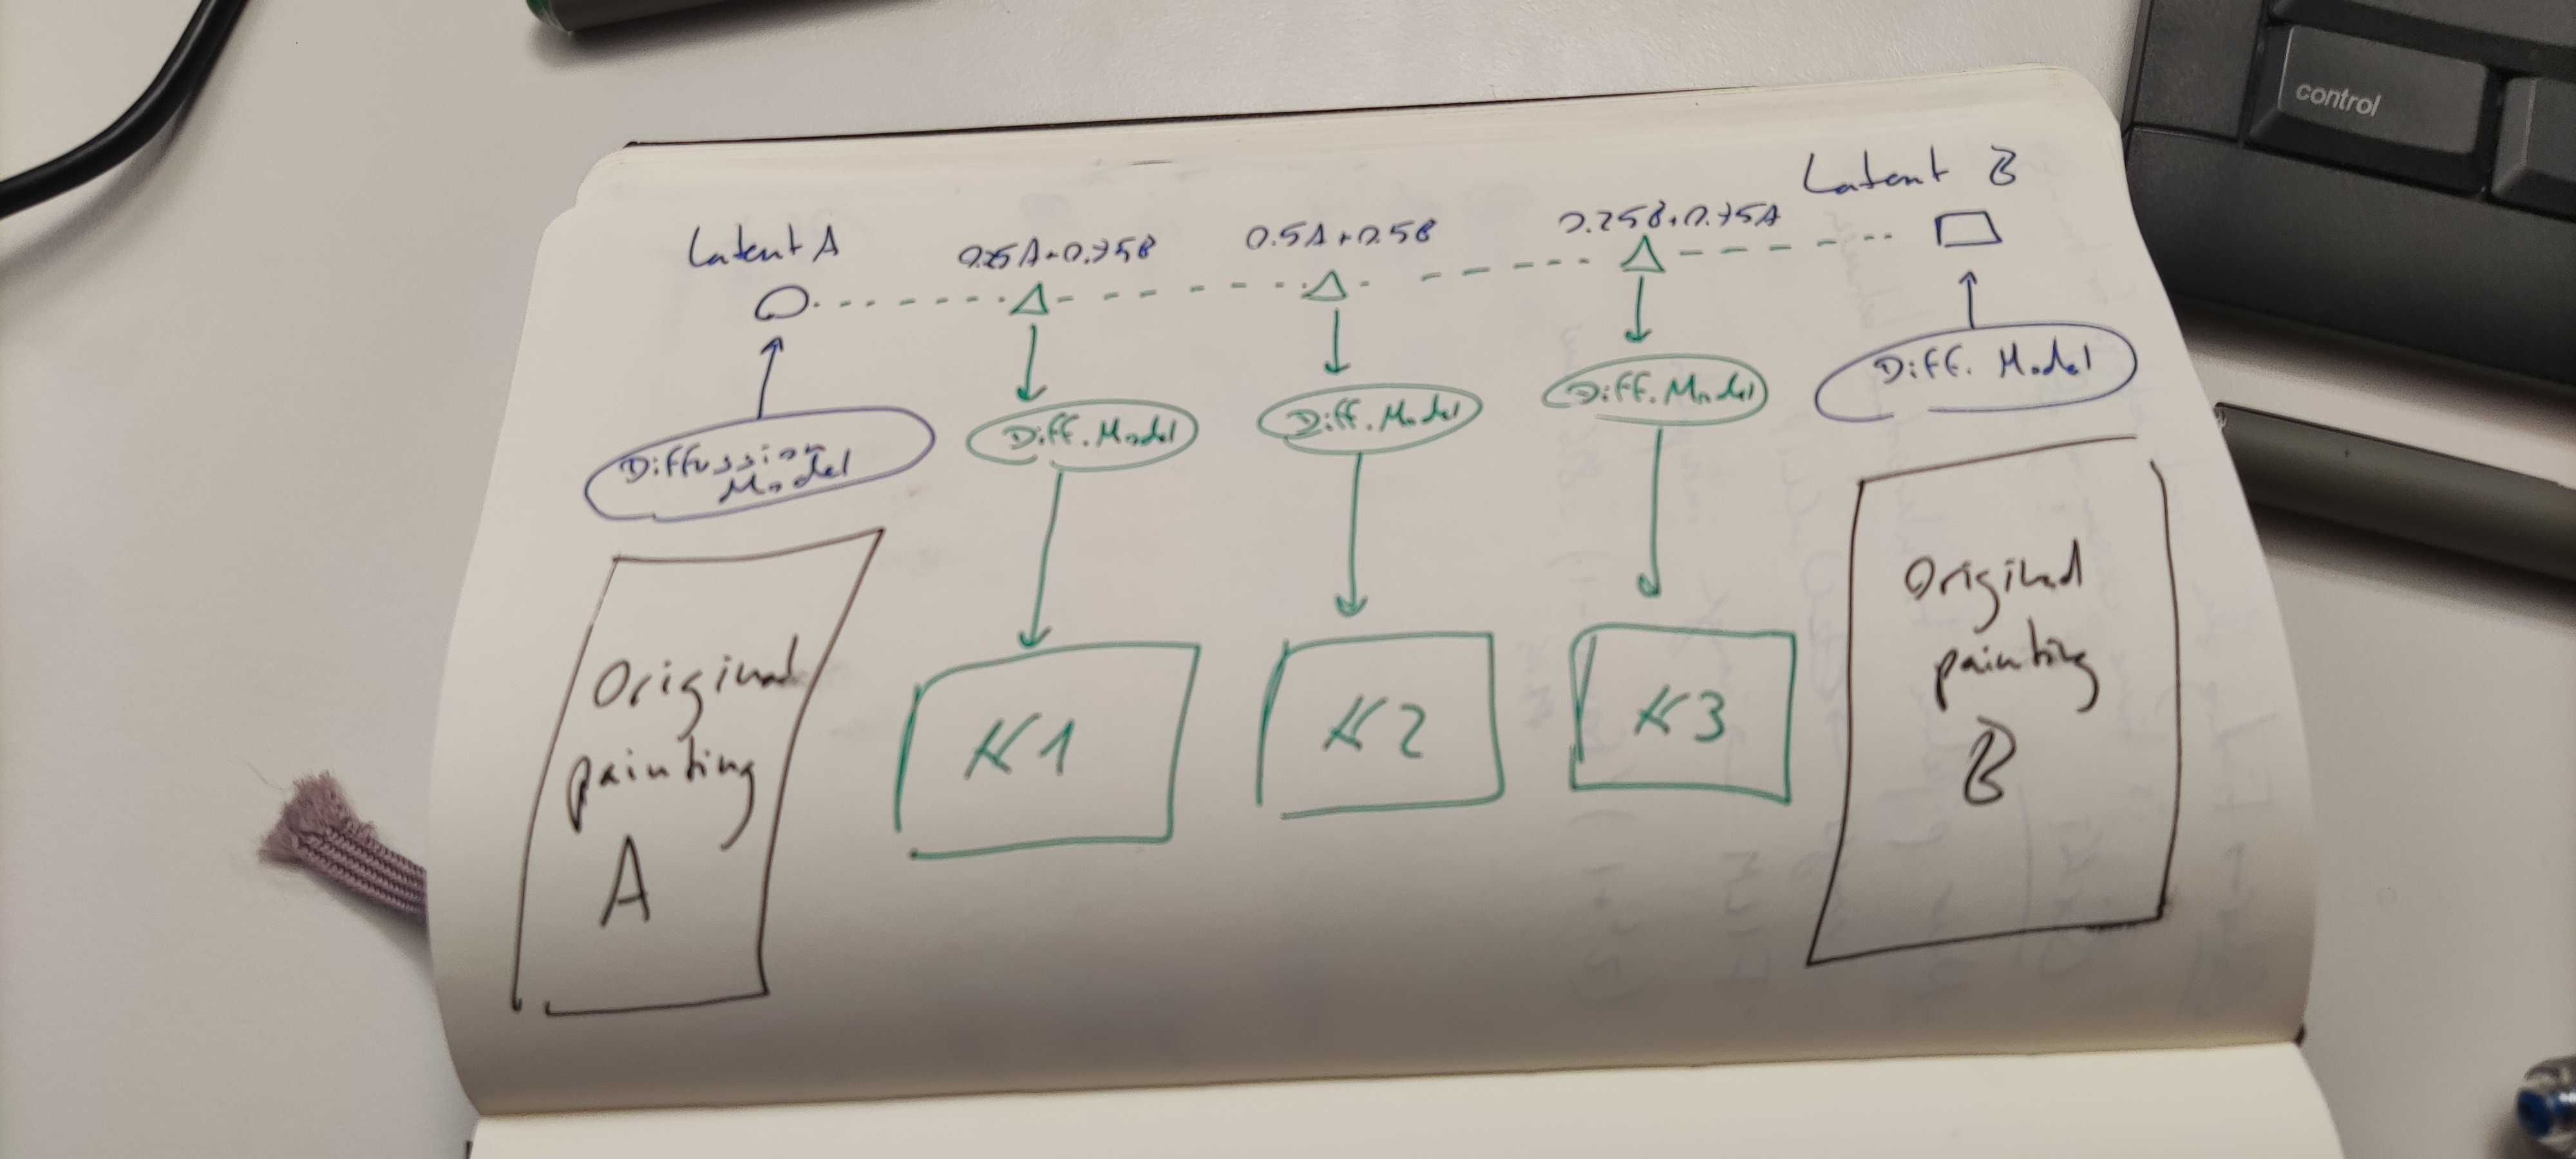 control
Latent B
Latent A
0.25A+0.75B
0.5A+0.5B
0.25B+0.75A
Diffussion
Model
Diff. Model
Diff. Model
Diff. Model
Diff. Model
Original
painting
A
K1
K2
K3
Original
painting
B